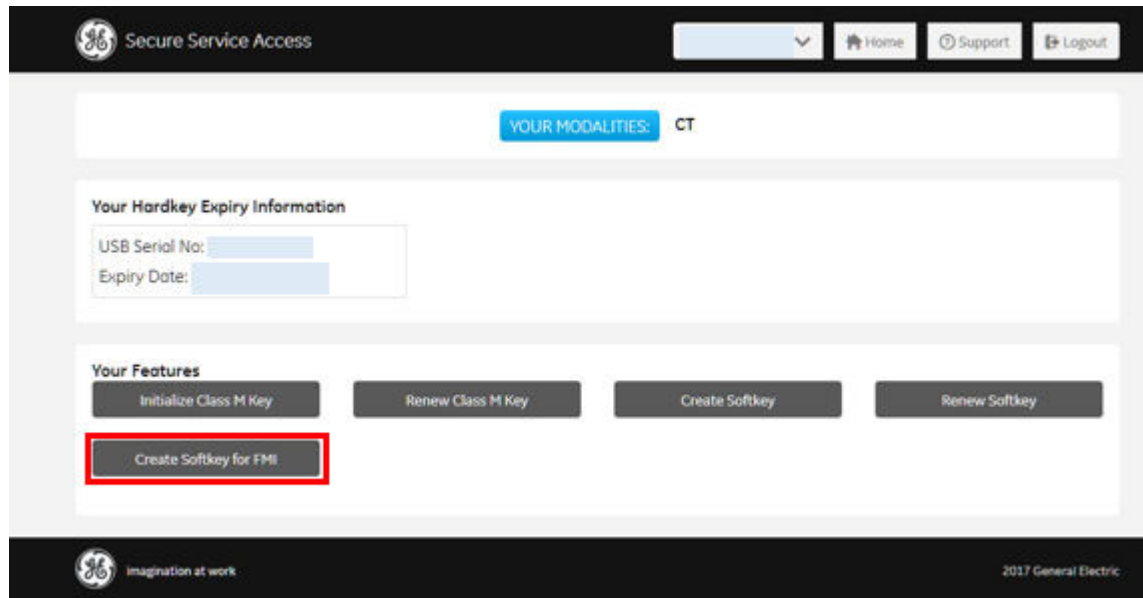 Secure Service Access
Home
Support
Logout
YOUR MODALITIES: CT
Your Hardkey Expiry Information
USB Serial No:
Expiry Date:
Your Features
Initialize Class M Key
Renew Class M Key
Create Softkey
Renew Softkey
Create Softkey for FMI
imagination at work
2017 General Electric